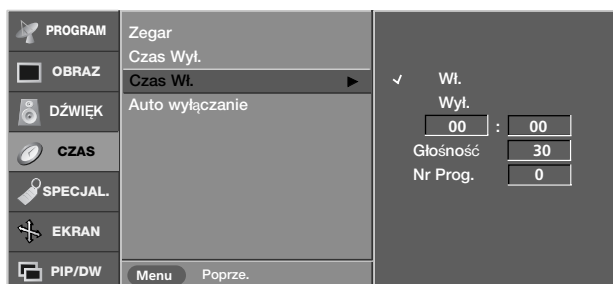 PROGRAM
OBRAZ
DŹWIĘK
CZAS
SPECJAL.
EKRAN
PIP/DW
Zegar
Czas Wył.
Czas Wł. ►
Auto wyłączanie
Menu Poprze.
✓ Wł.
Wył.
00 : 00
Głośność 30
Nr Prog. 0